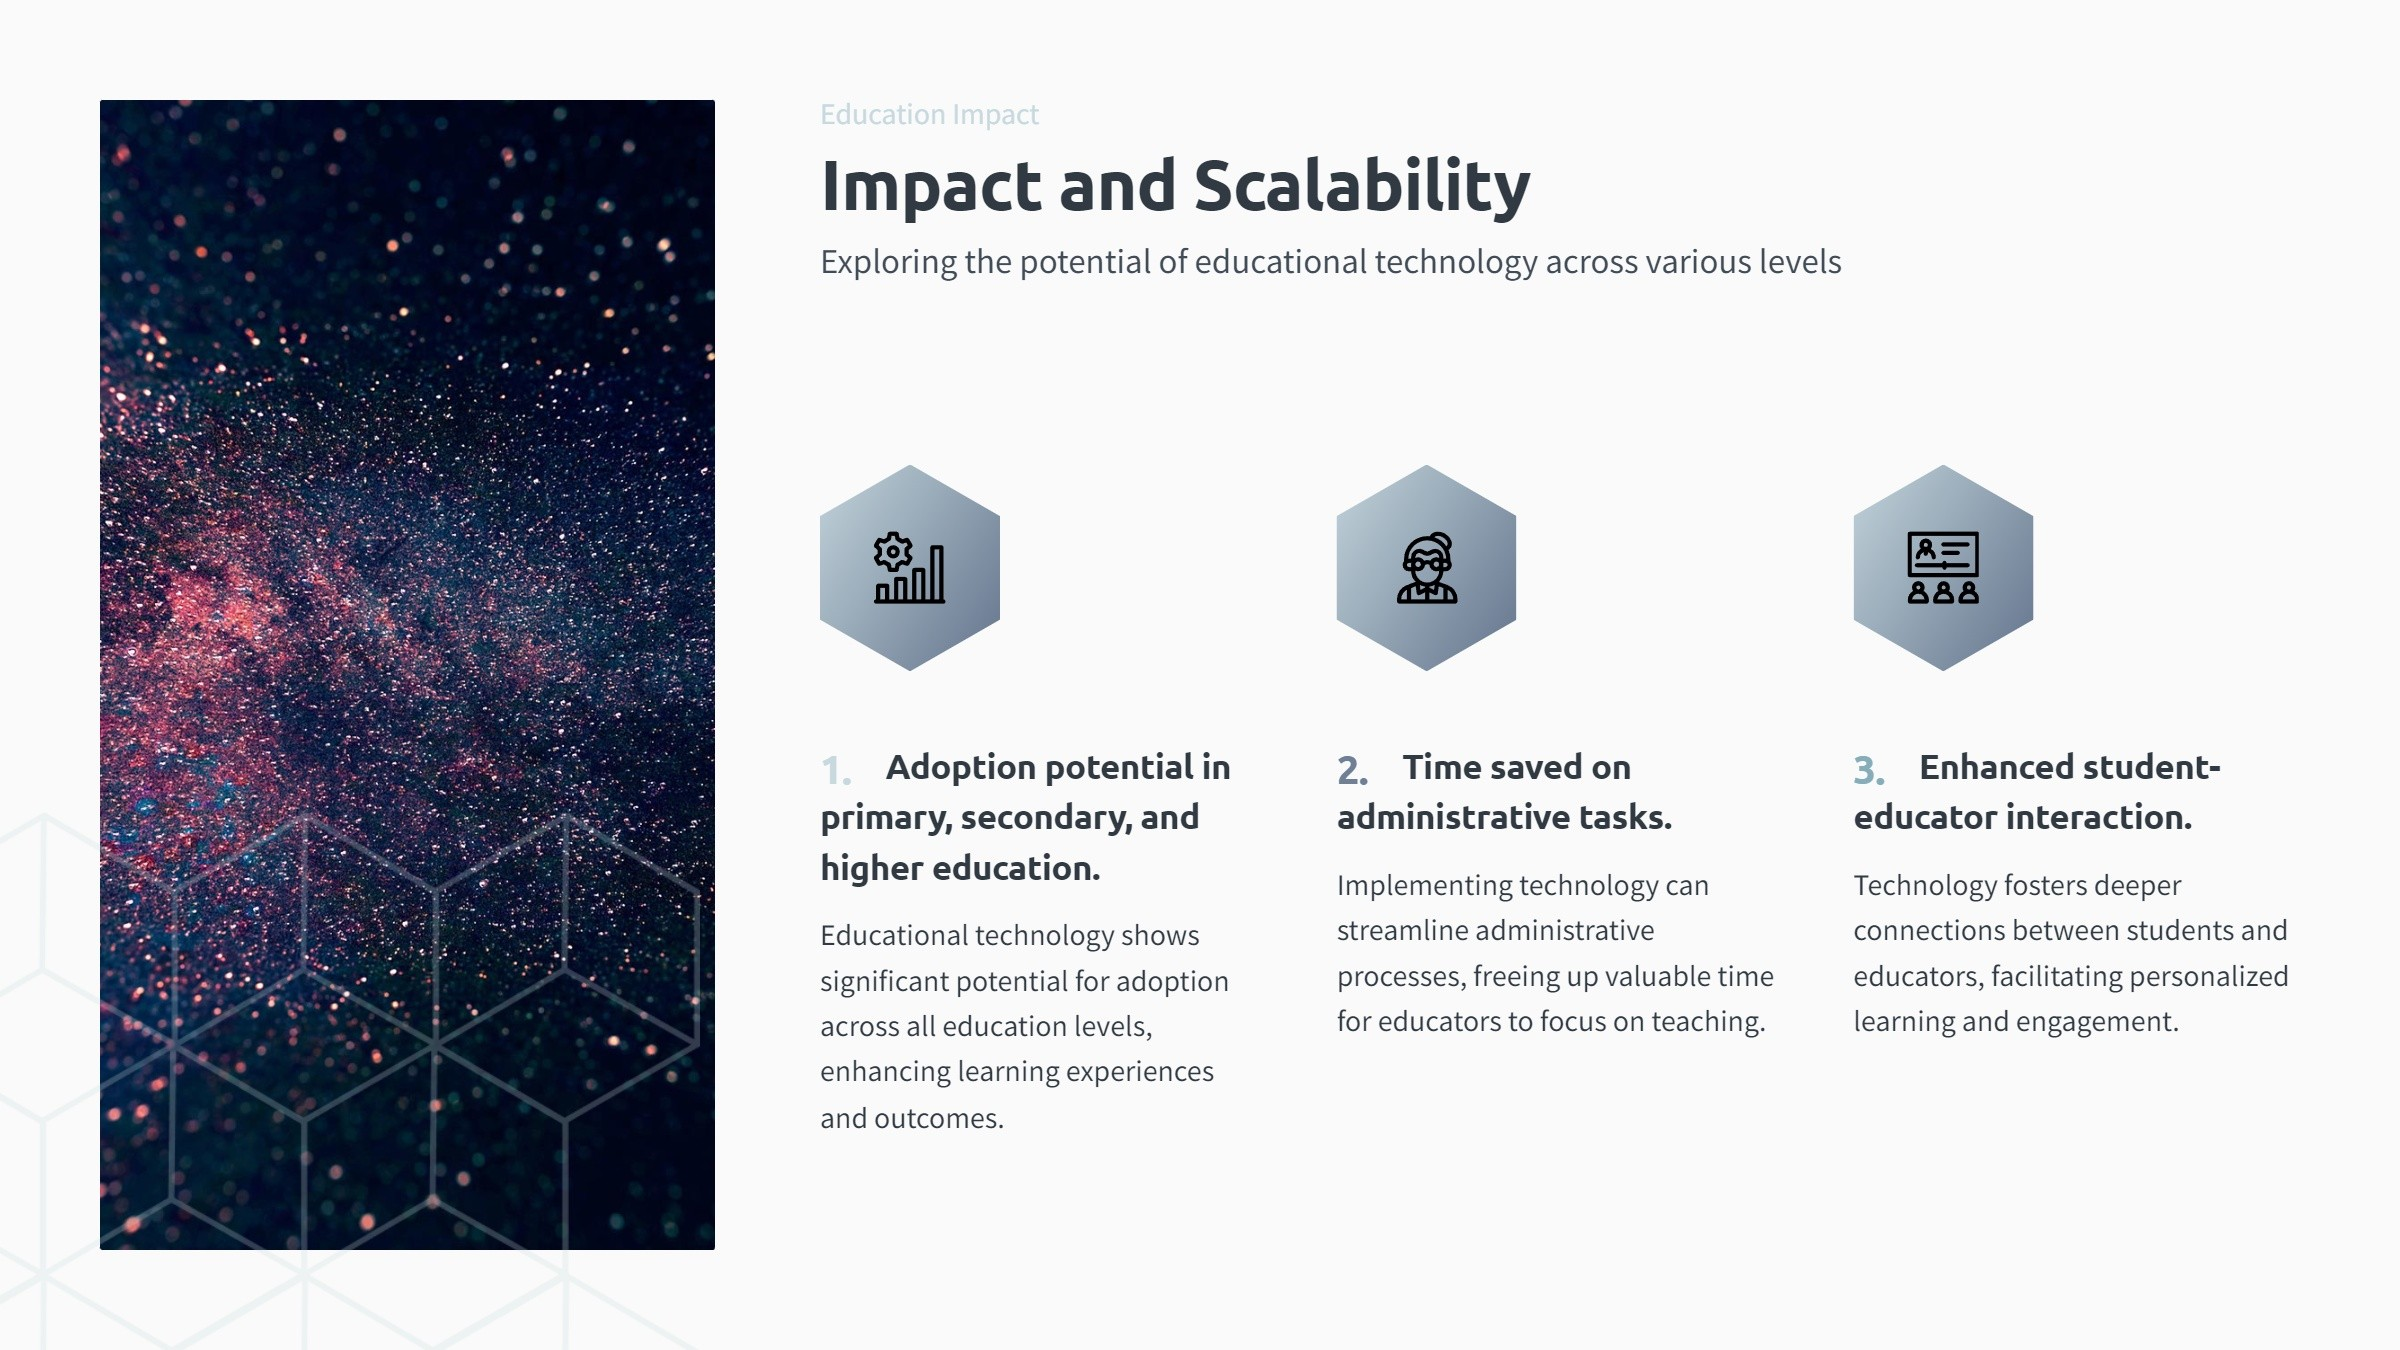 Education Impact
Impact and Scalability
Exploring the potential of educational technology across various levels
1. Adoption potential in
primary, secondary, and
higher education.
Educational technology shows
significant potential for adoption
across all education levels,
enhancing learning experiences
and outcomes.
2. Time saved on
administrative tasks.
Implementing technology can
streamline administrative
processes, freeing up valuable time
for educators to focus on teaching.
3. Enhanced student-
educator interaction.
Technology fosters deeper
connections between students and
educators, facilitating personalized
learning and engagement.